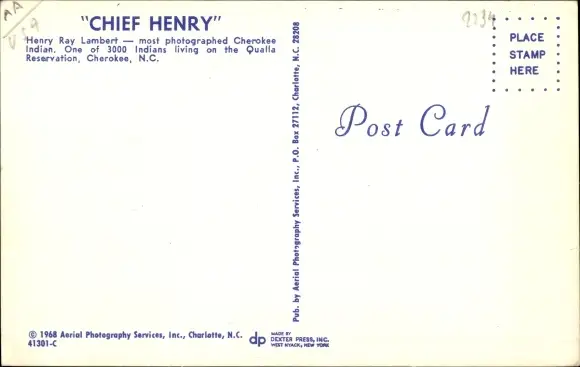 AA
"CHIEF HENRY"
Henry Ray Lambert — most photographed Cherokee
Indian. One of 3000 Indians living on the Qualla
Reservation, Cherokee, N.C.
Pub. by Aerial Photography Services, Inc., P.O. Box 27112, Charlotte, N.C. 28208
2234
PLACE
STAMP
HERE
Post Card
© 1968 Aerial Photography Services, Inc., Charlotte, N.C.
41301-C
dp
MADE BY
DEXTER PRESS, INC.
WEST NYACK, NEW YORK